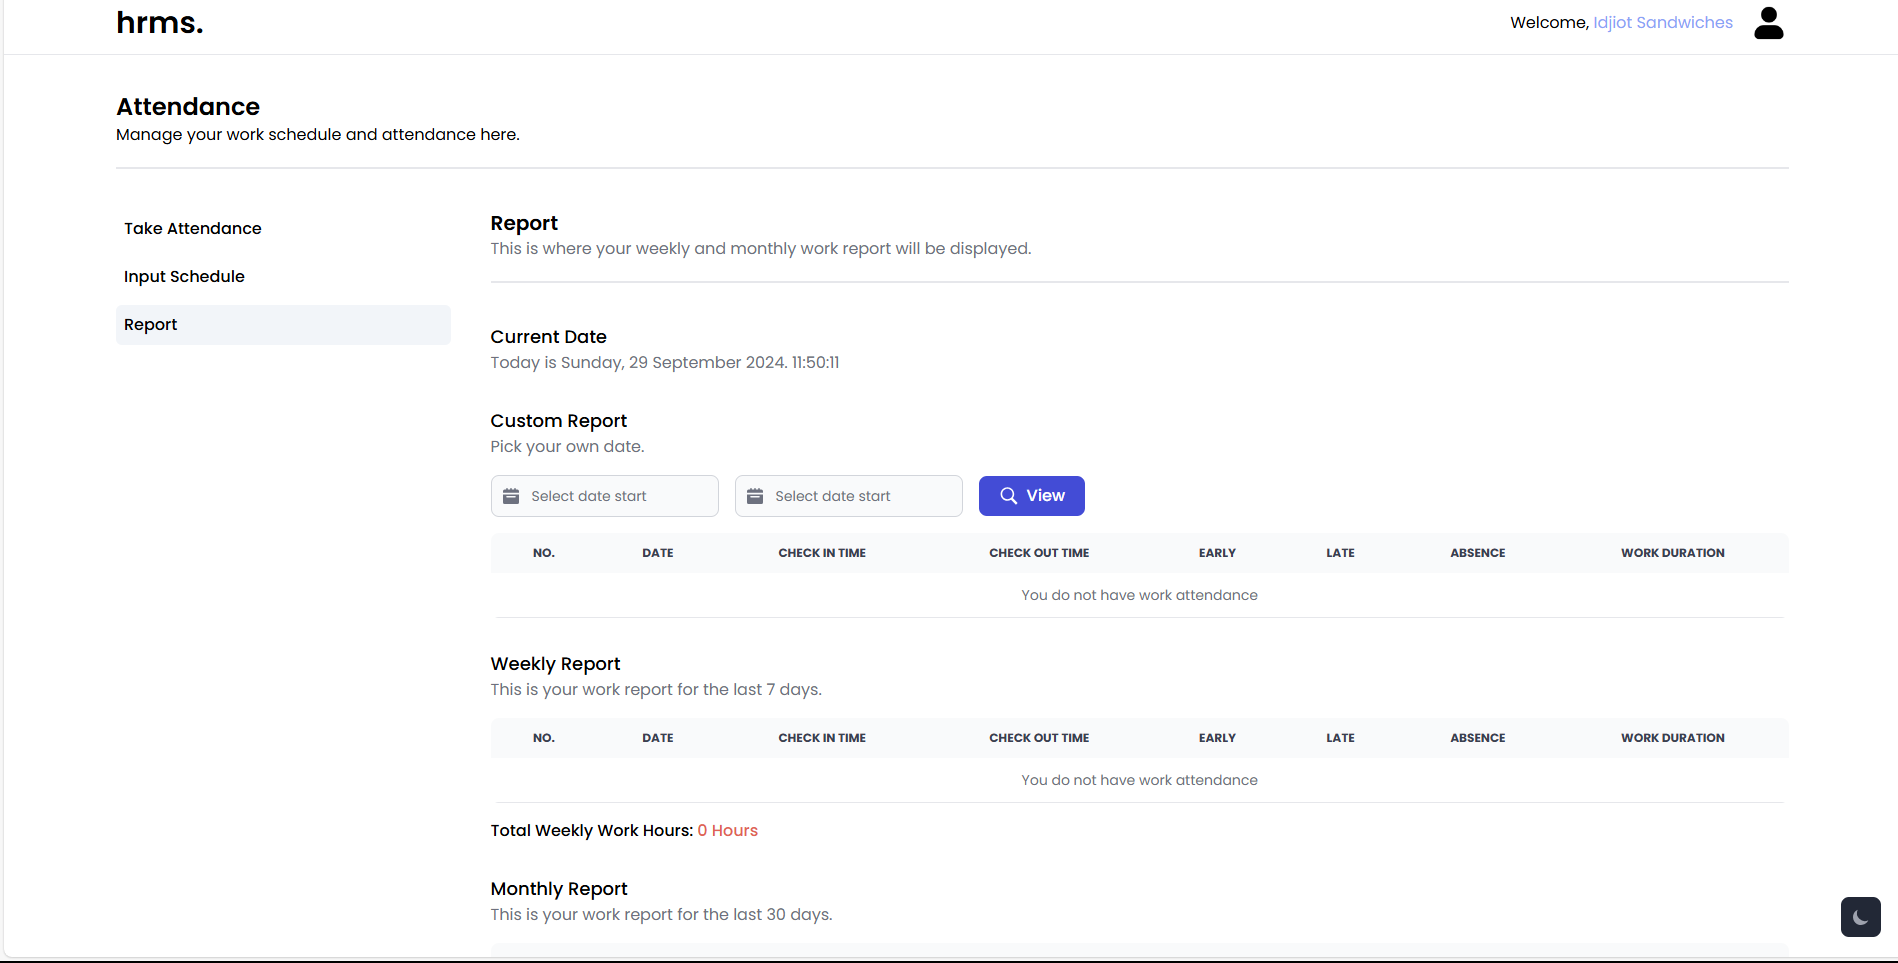 hrms.
Welcome, Idjiot Sandwiches
Attendance
Manage your work schedule and attendance here.
Take Attendance
Input Schedule
Report
Report
This is where your weekly and monthly work report will be displayed.
Current Date
Today is Sunday, 29 September 2024. 11:50:11
Custom Report
Pick your own date.
Select date start Select date start View
NO. DATE CHECK IN TIME CHECK OUT TIME EARLY LATE ABSENCE WORK DURATION
You do not have work attendance
Weekly Report
This is your work report for the last 7 days.
NO. DATE CHECK IN TIME CHECK OUT TIME EARLY LATE ABSENCE WORK DURATION
You do not have work attendance
Total Weekly Work Hours: 0 Hours
Monthly Report
This is your work report for the last 30 days.